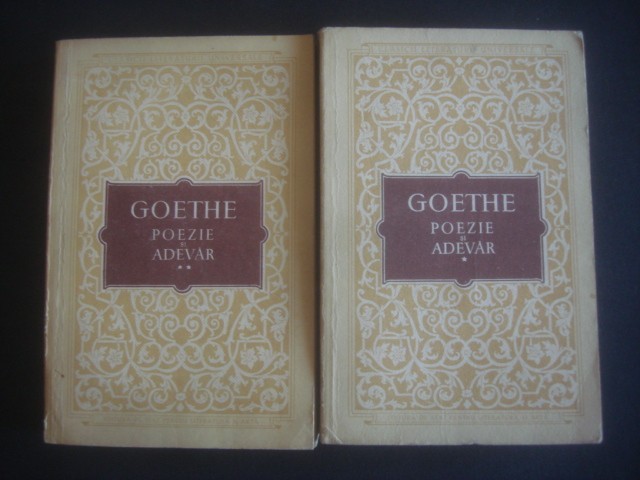 GOETHE
POEZIE
ȘI
ADEVĂR
**
GOETHE
POEZIE
ȘI
ADEVĂR
*